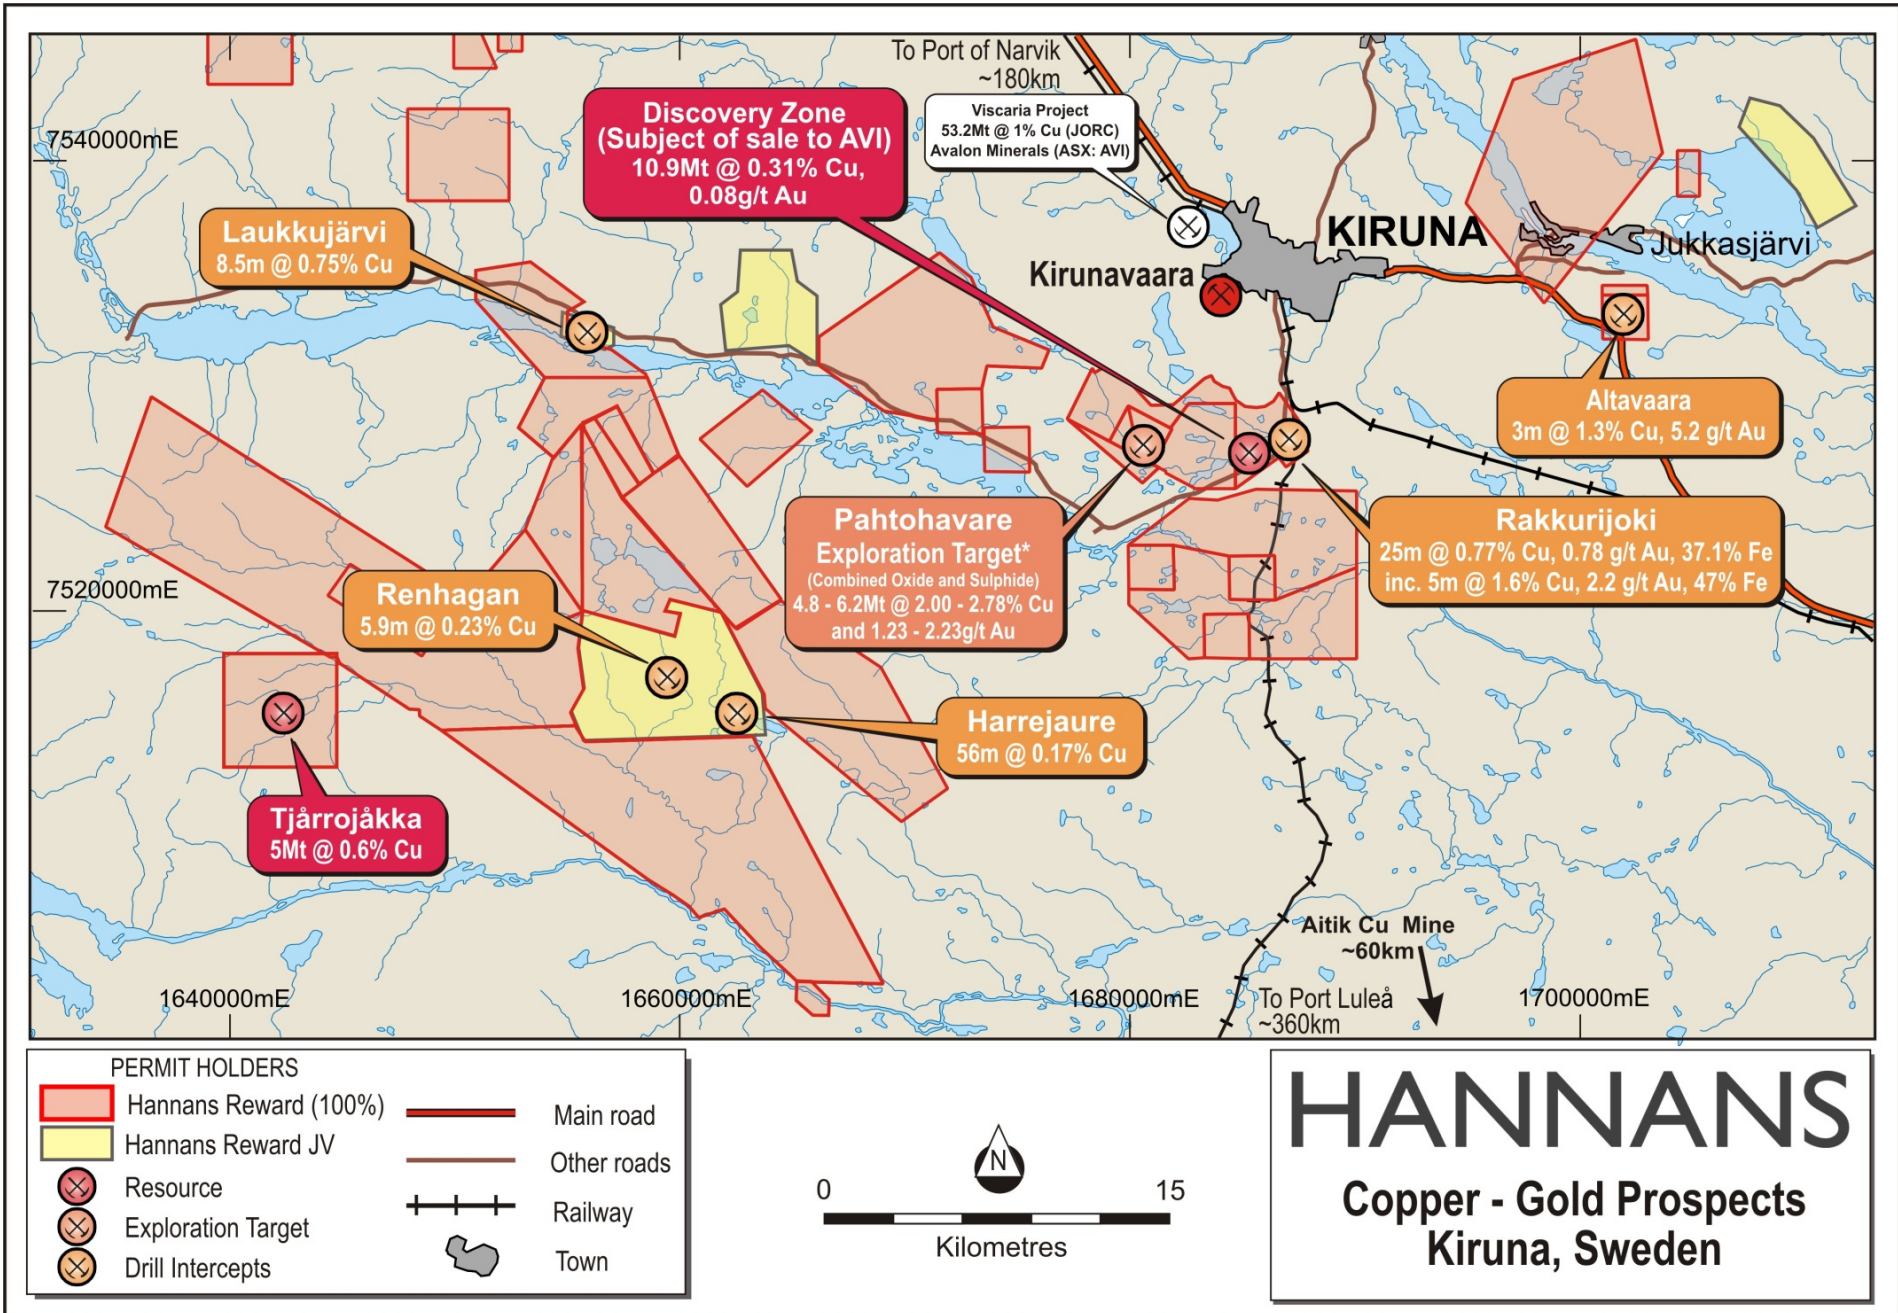 To Port of Narvik
~180km
7540000mE
Discovery Zone
(Subject of sale to AVI)
10.9Mt @ 0.31% Cu,
0.08g/t Au
Viscaria Project
53.2Mt @ 1% Cu (JORC)
Avalon Minerals (ASX: AVI)
Laukkujärvi
8.5m @ 0.75% Cu
KIRUNA
Jukkasjärvi
Kirunavaara
Altavaara
3m @ 1.3% Cu, 5.2 g/t Au
Pahtohavare
Exploration Target*
(Combined Oxide and Sulphide)
4.8 - 6.2Mt @ 2.00 - 2.78% Cu
and 1.23 - 2.23g/t Au
Rakkurijoki
25m @ 0.77% Cu, 0.78 g/t Au, 37.1% Fe
inc. 5m @ 1.6% Cu, 2.2 g/t Au, 47% Fe
7520000mE
Renhagan
5.9m @ 0.23% Cu
Harrejaure
56m @ 0.17% Cu
Tjårrojåkka
5Mt @ 0.6% Cu
Aitik Cu Mine
~60km
1640000mE
1660000mE
1680000mE
To Port Luleå
~360km
1700000mE
PERMIT HOLDERS
Hannans Reward (100%)
Hannans Reward JV
Resource
Exploration Target
Drill Intercepts
Main road
Other roads
Railway
Town
N
0 15
Kilometres
HANNANS
Copper - Gold Prospects
Kiruna, Sweden